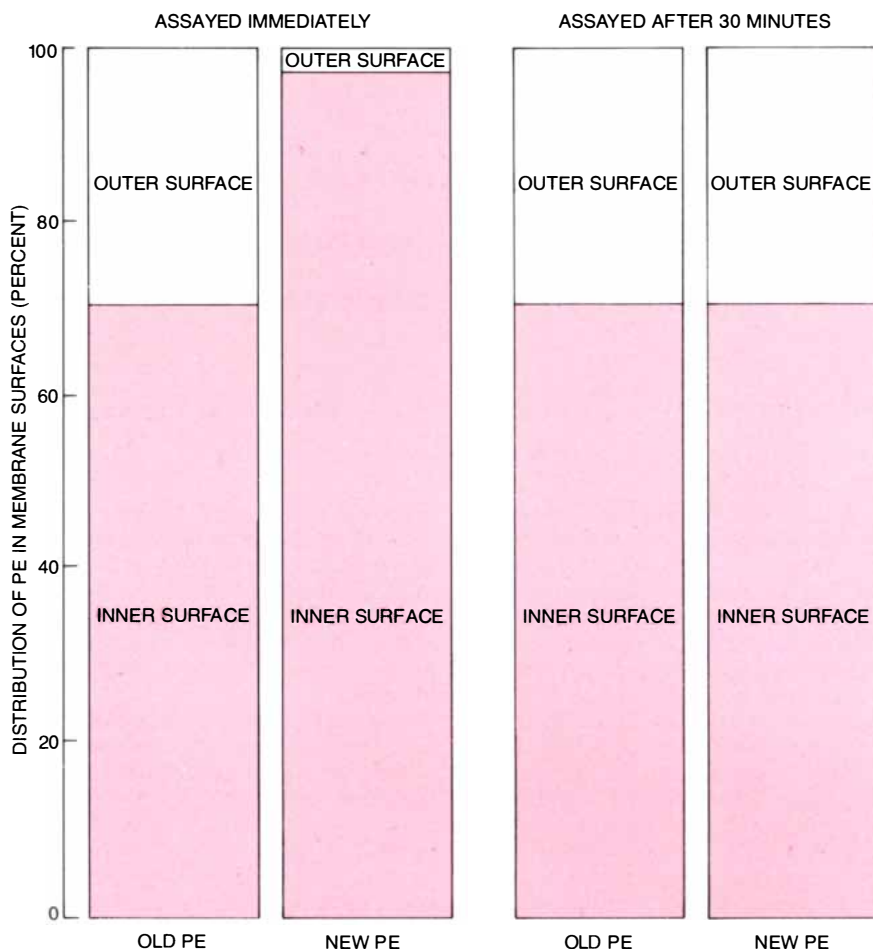 ASSAYED IMMEDIATELY
ASSAYED AFTER 30 MINUTES
DISTRIBUTION OF PE IN MEMBRANE SURFACES (PERCENT)
100
80
60
40
20
0
OUTER SURFACE
OUTER SURFACE
OUTER SURFACE
OUTER SURFACE
INNER SURFACE
INNER SURFACE
INNER SURFACE
INNER SURFACE
OLD PE
NEW PE
OLD PE
NEW PE